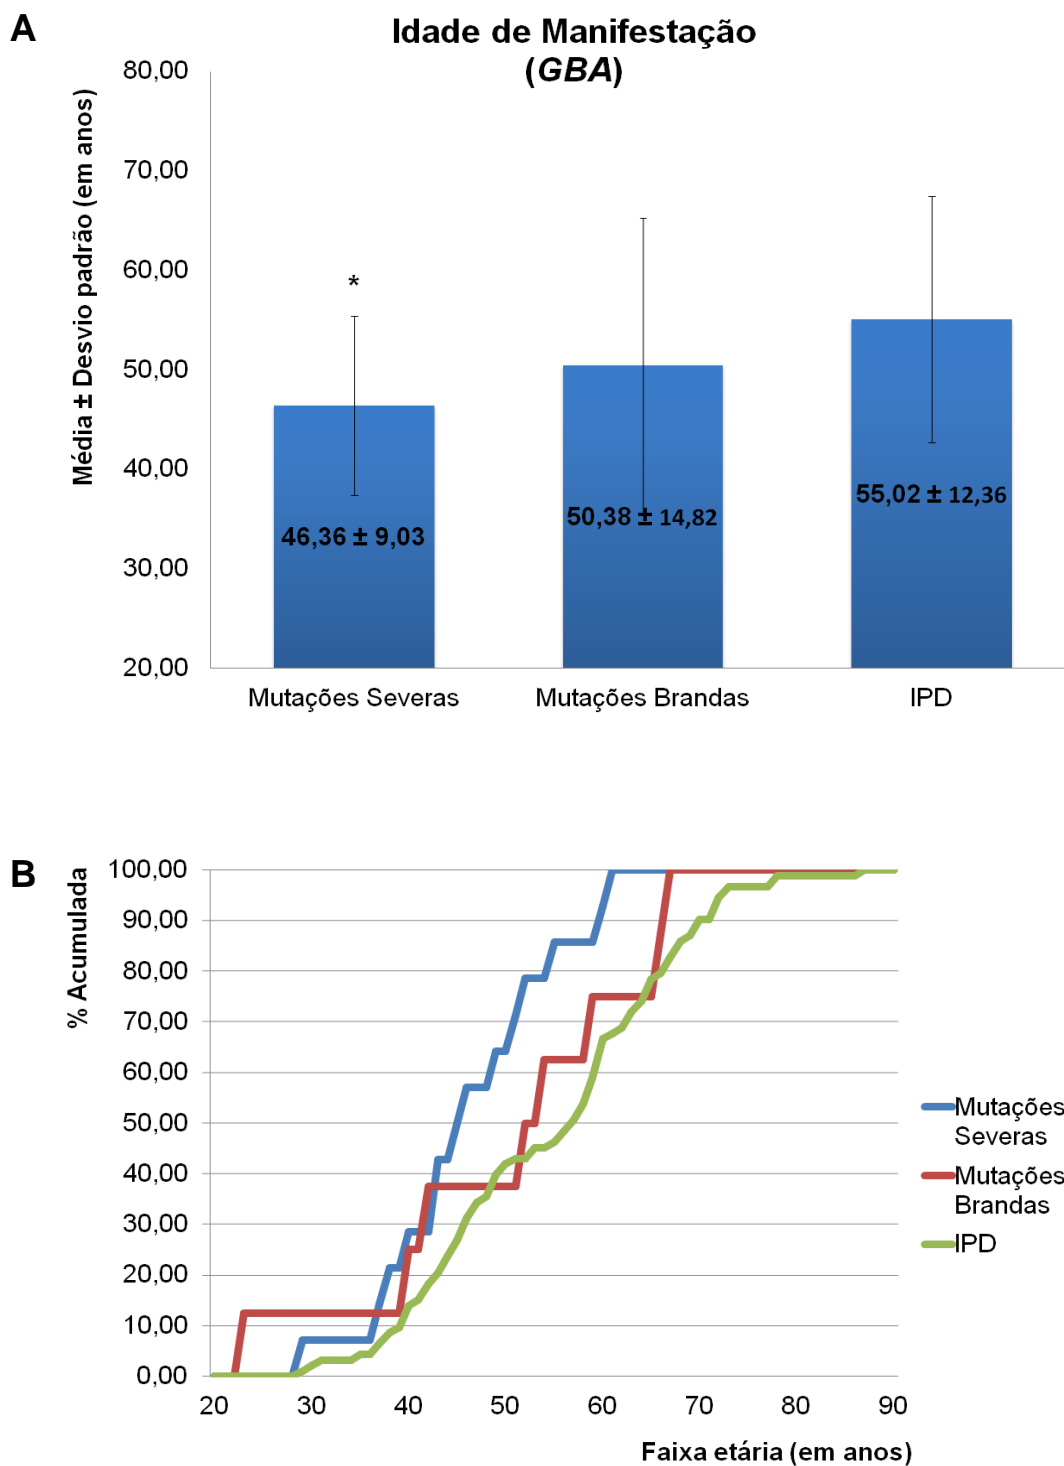 A
Idade de Manifestação
(GBA)
Média ± Desvio padrão (em anos)
80,00
70,00
60,00
50,00
40,00
30,00
20,00
*
46,36 ± 9,03
50,38 ± 14,82
55,02 ± 12,36
Mutações Severas
Mutações Brandas
IPD
B
% Acumulada
100,00
90,00
80,00
70,00
60,00
50,00
40,00
30,00
20,00
10,00
0,00
20 30 40 50 60 70 80 90
Faixa etária (em anos)
Mutações
Severas
Mutações
Brandas
IPD